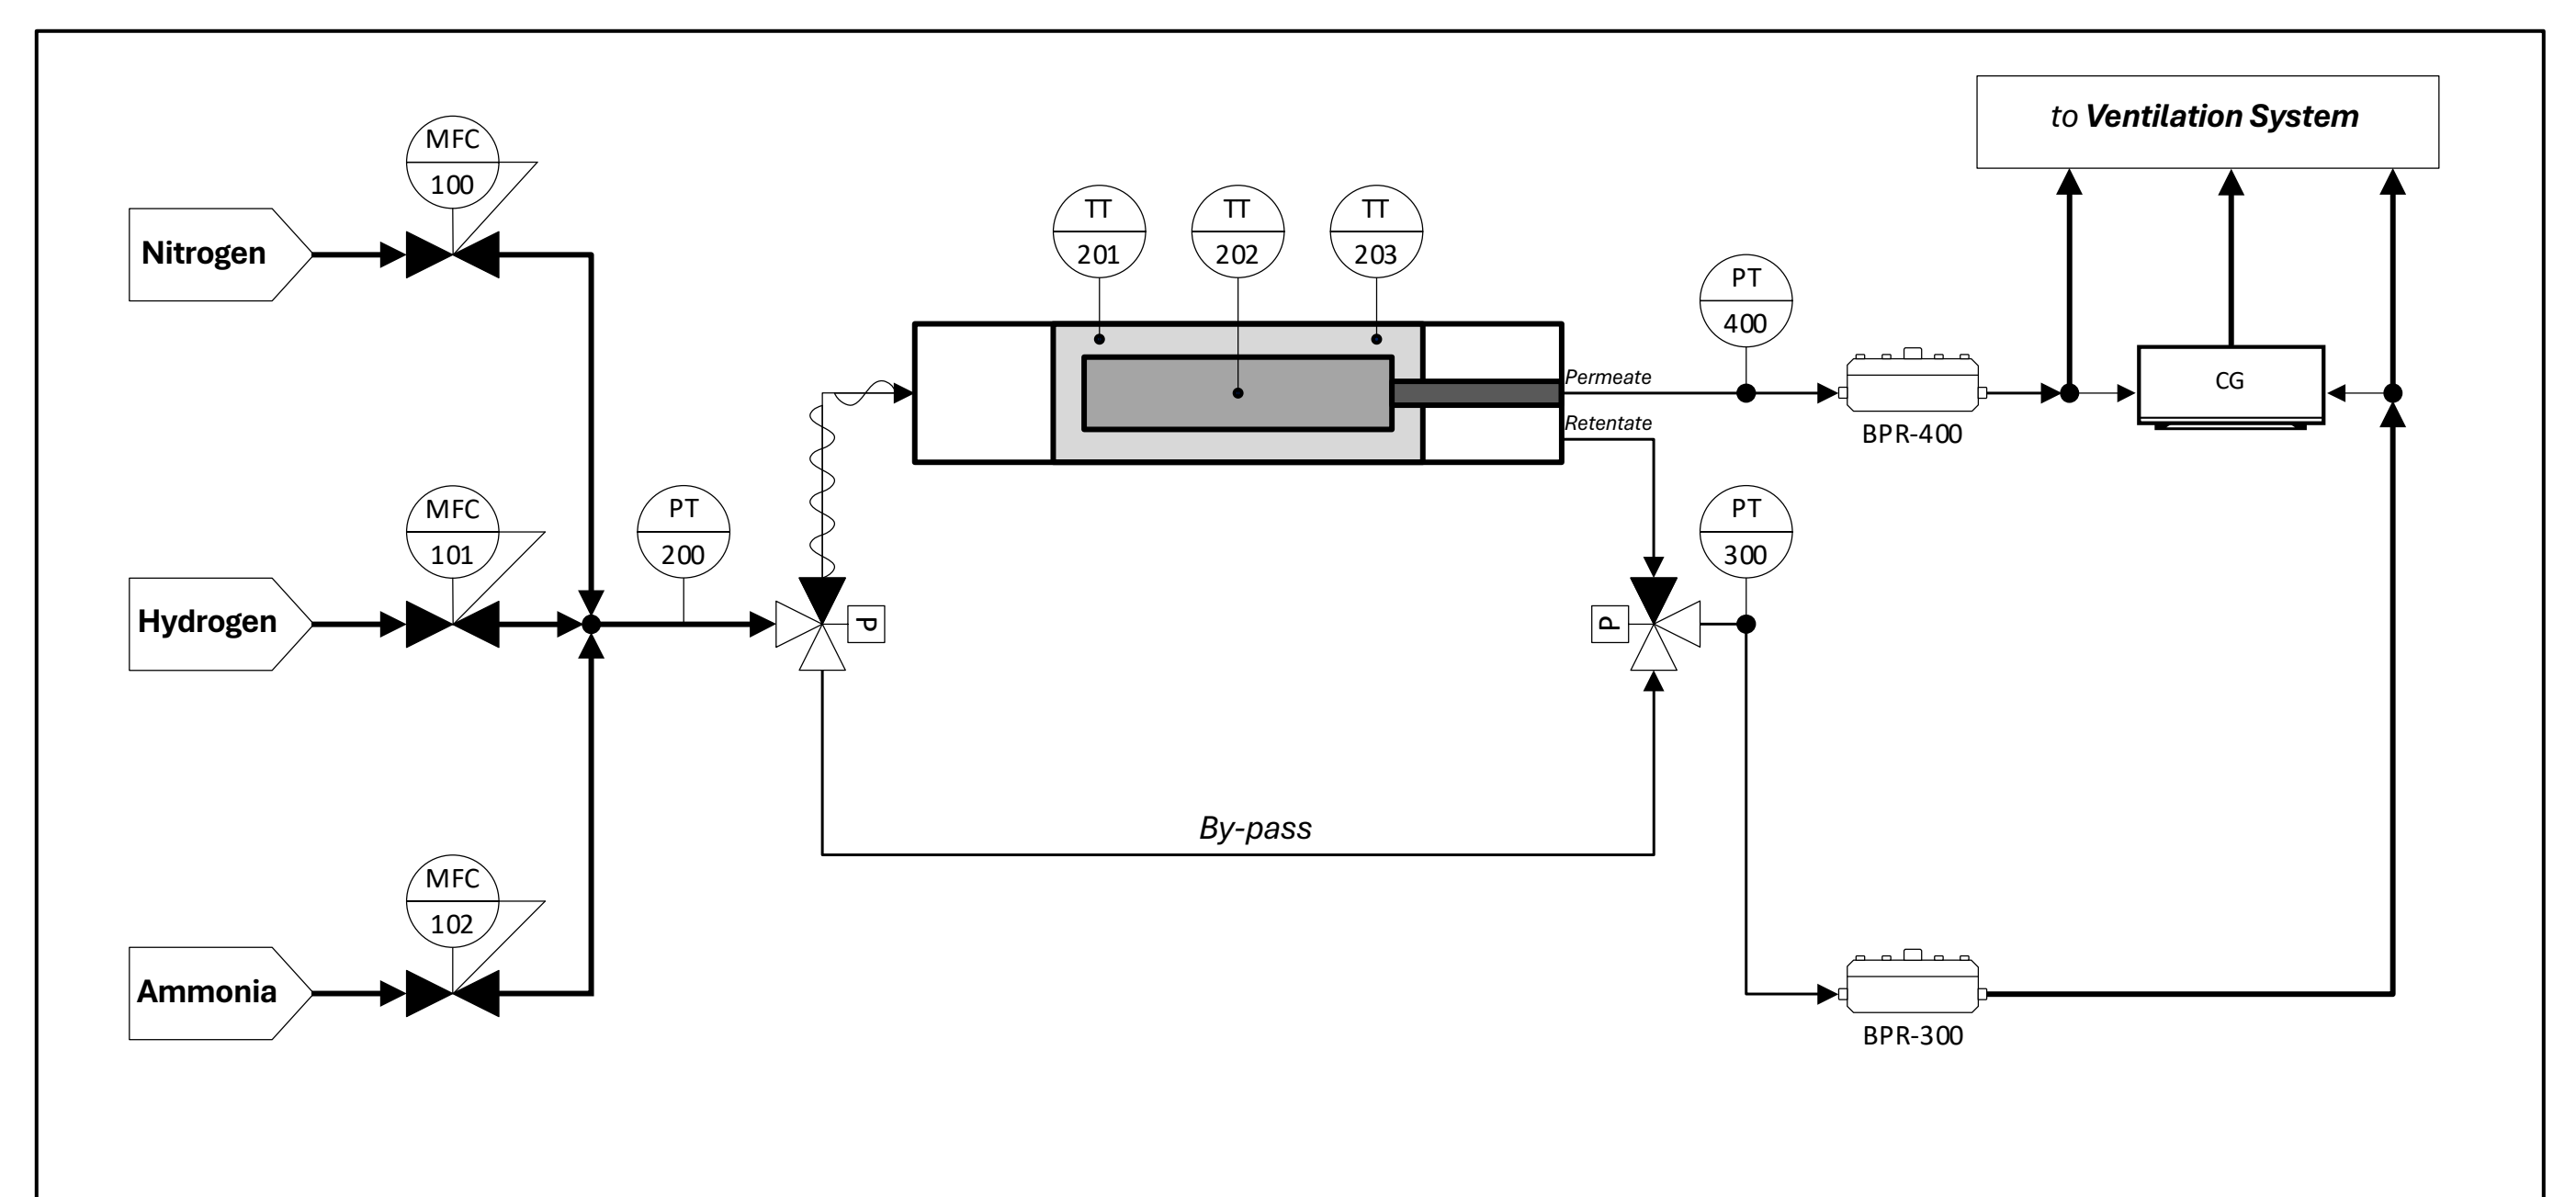 to Ventilation System
MFC
100
Nitrogen
TT
201
TT
202
TT
203
PT
400
Permeate
Retentate
BPR-400
CG
MFC
101
Hydrogen
PT
200
P
P
PT
300
By-pass
MFC
102
Ammonia
BPR-300